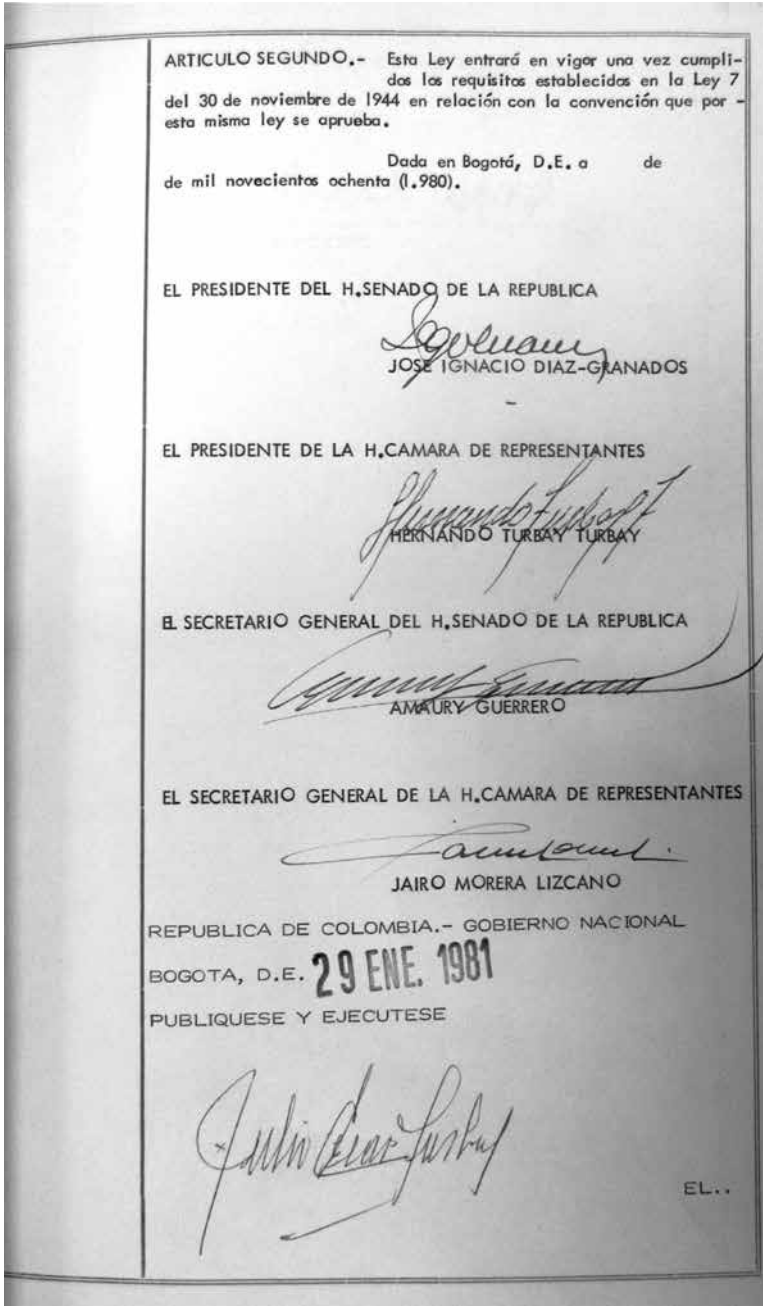 ARTICULO SEGUNDO.- Esta Ley entrará en vigor una vez cumpli-
dos los requisitos establecidos en la Ley 7
del 30 de noviembre de 1944 en relación con la convención que por -
esta misma ley se aprueba.
Dada en Bogotá, D.E. a de
de mil novecientos ochenta (1.980).
EL PRESIDENTE DEL H.SENADO DE LA REPUBLICA
JOSE IGNACIO DIAZ-GRANADOS
-
EL PRESIDENTE DE LA H.CAMARA DE REPRESENTANTES
HERNANDO TURBAY TURBAY
EL SECRETARIO GENERAL DEL H.SENADO DE LA REPUBLICA
AMAURY GUERRERO
EL SECRETARIO GENERAL DE LA H.CAMARA DE REPRESENTANTES
JAIRO MORERA LIZCANO
REPUBLICA DE COLOMBIA.- GOBIERNO NACIONAL
BOGOTA, D.E. 29 ENE. 1981
PUBLIQUESE Y EJECUTESE
Julio Cesar Turbay
EL..